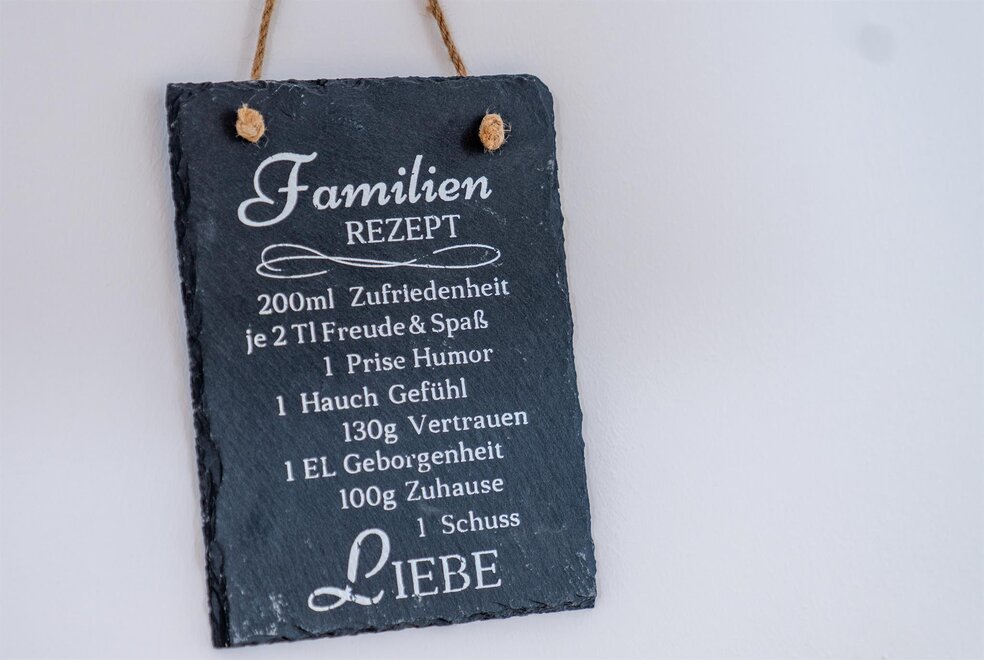 Familien
REZEPT
200ml Zufriedenheit
je 2 Tl Freude & Spaß
1 Prise Humor
1 Hauch Gefühl
130g Vertrauen
1 EL Geborgenheit
100g Zuhause
1 Schuss
LIEBE